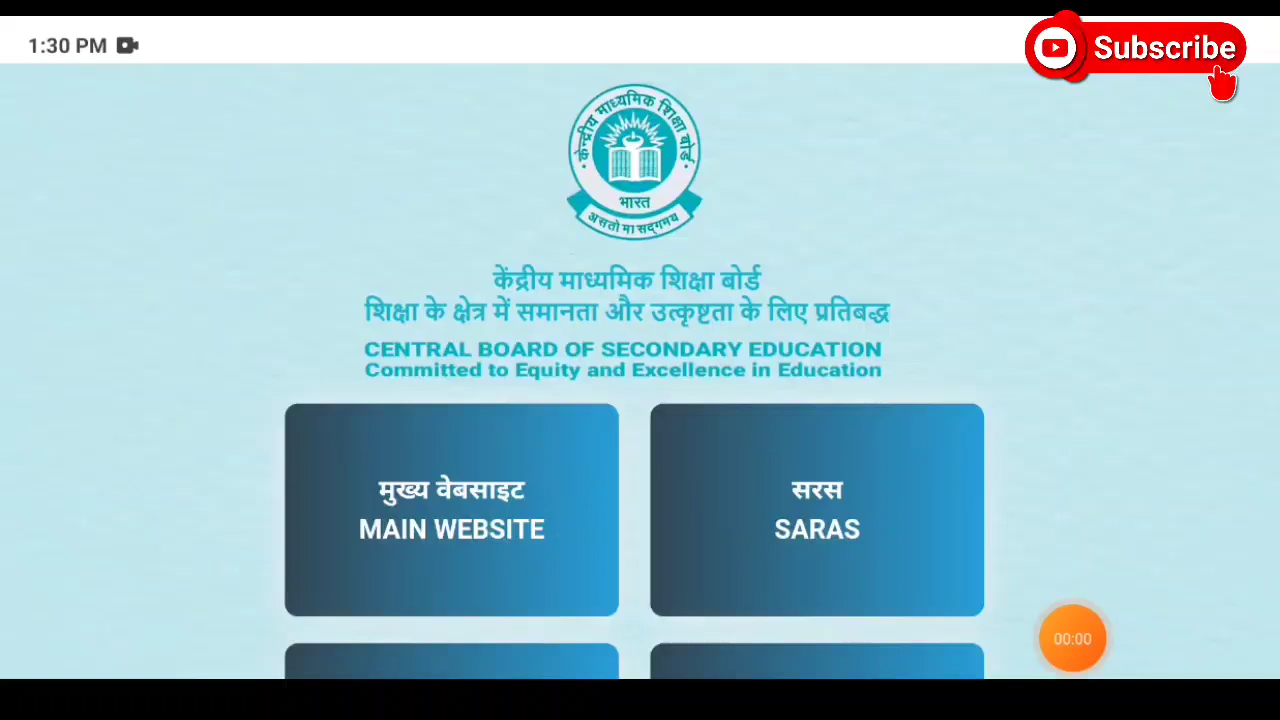 1:30 PM
Subscribe
केन्द्रीय माध्यमिक शिक्षा बोर्ड
भारत
असतो मा सद्गमय
केंद्रीय माध्यमिक शिक्षा बोर्ड
शिक्षा के क्षेत्र में समानता और उत्कृष्टता के लिए प्रतिबद्ध
CENTRAL BOARD OF SECONDARY EDUCATION
Committed to Equity and Excellence in Education
मुख्य वेबसाइट
MAIN WEBSITE
सरस
SARAS
00:00